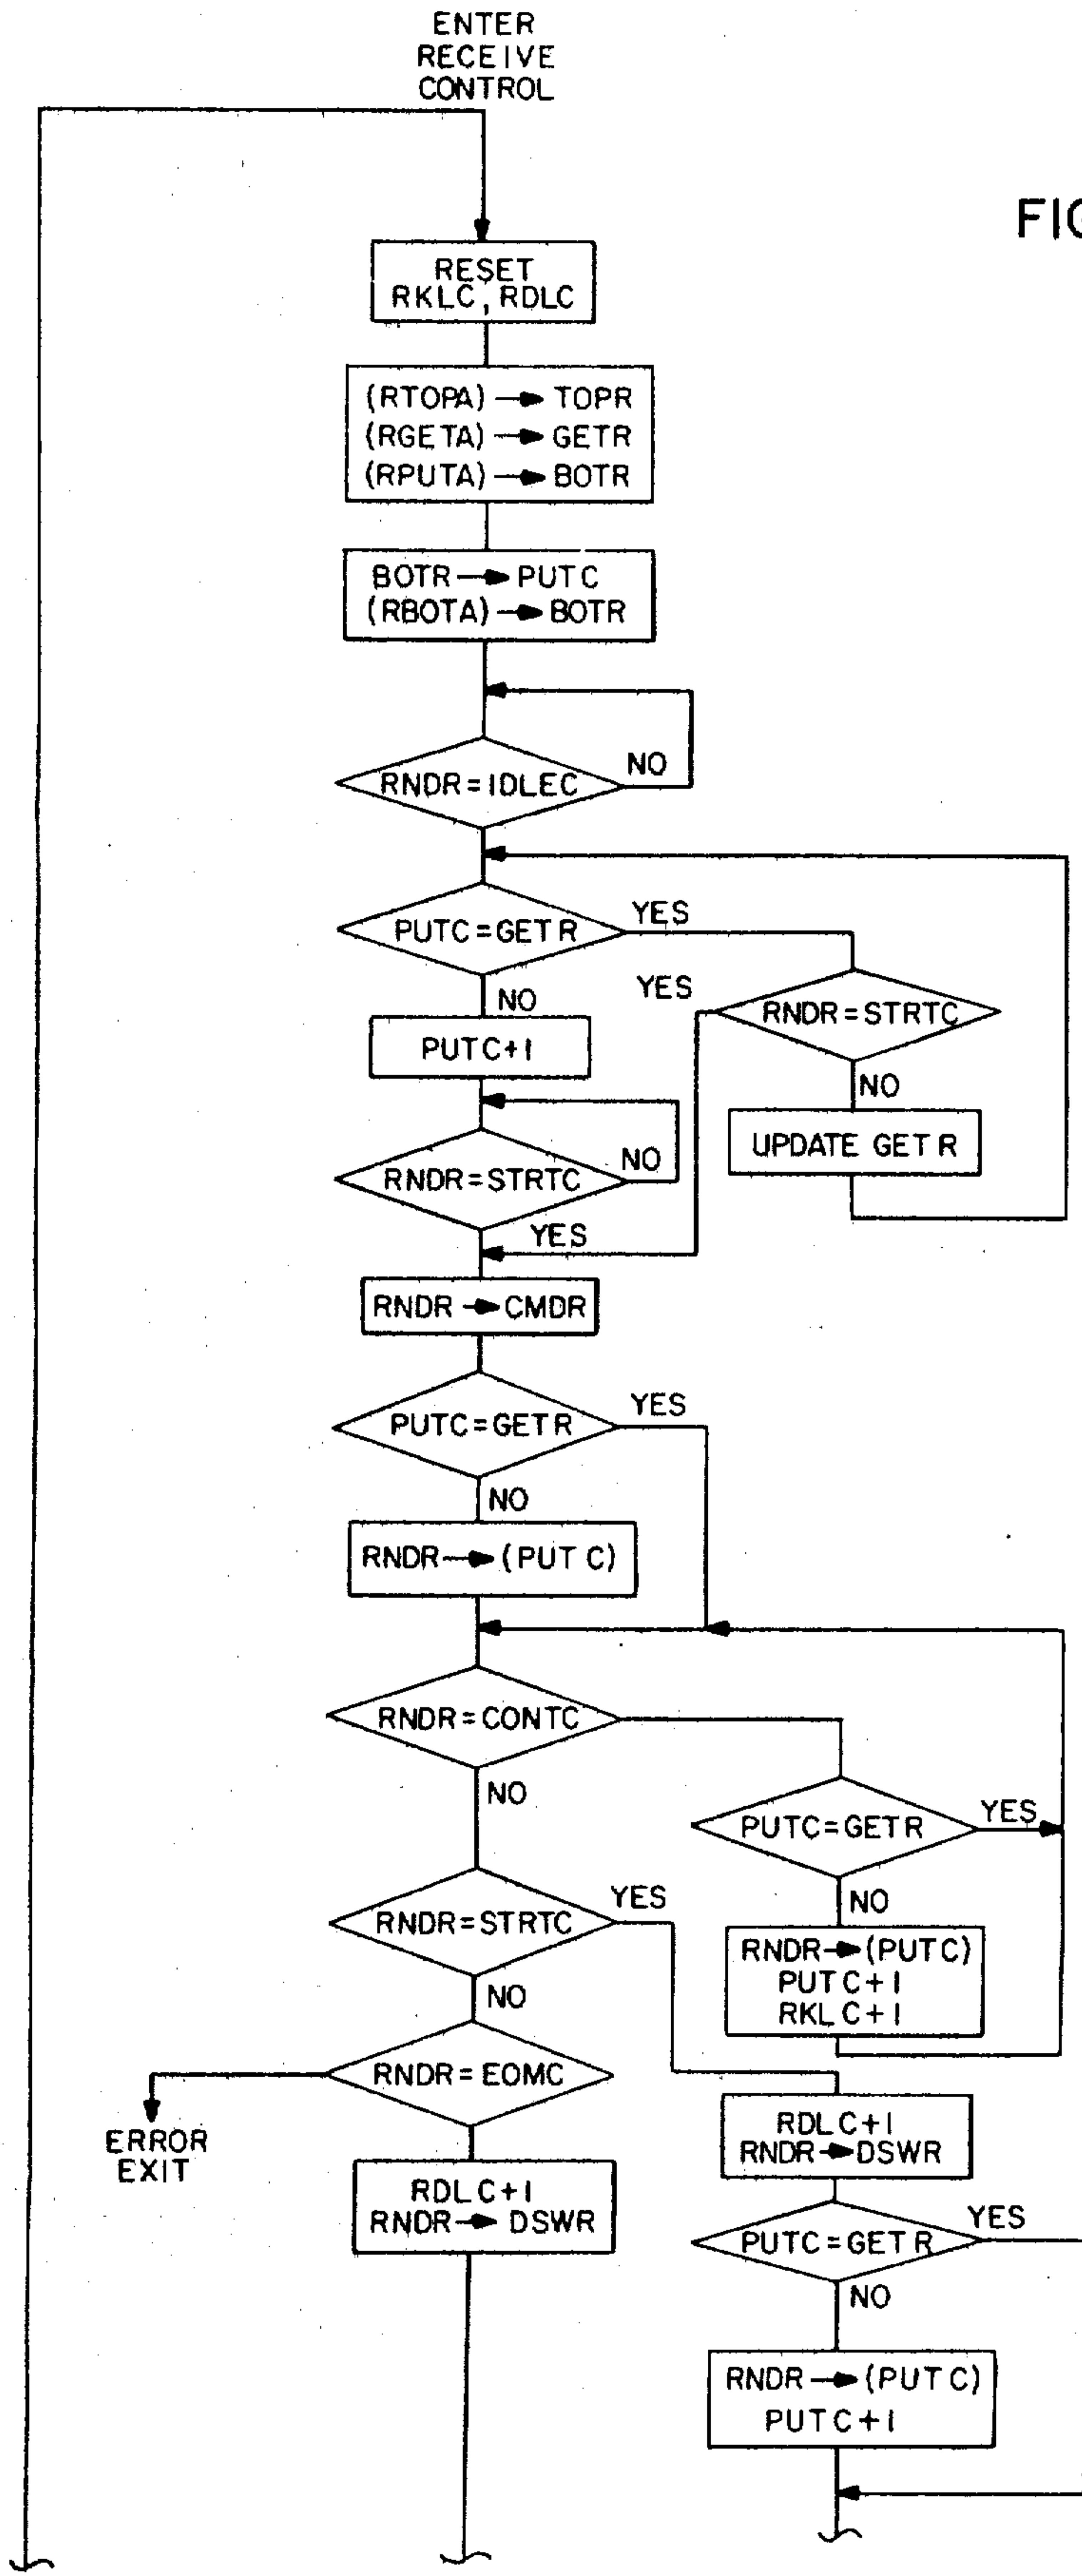 ENTER
RECEIVE
CONTROL
FIG
RESET
RKLC, RDLC
(RTOPA) → TOPR
(RGETA) → GETR
(RPUTA) → BOTR
BOTR → PUTC
(RBOTA) → BOTR
RNDR=IDLEC
NO
PUTC=GETR
YES
NO
YES
RNDR=STRTC
PUTC+1
NO
UPDATE GETR
RNDR=STRTC
NO
YES
RNDR → CMDR
PUTC=GETR
YES
NO
RNDR → (PUTC)
RNDR=CONTC
NO
PUTC=GETR
YES
NO
RNDR=STRTC
YES
RNDR → (PUTC)
PUTC+1
RKLC+1
NO
RNDR=EOMC
ERROR
EXIT
RDLC+1
RNDR → DSWR
RDLC+1
RNDR → DSWR
PUTC=GETR
YES
NO
RNDR → (PUTC)
PUTC+1